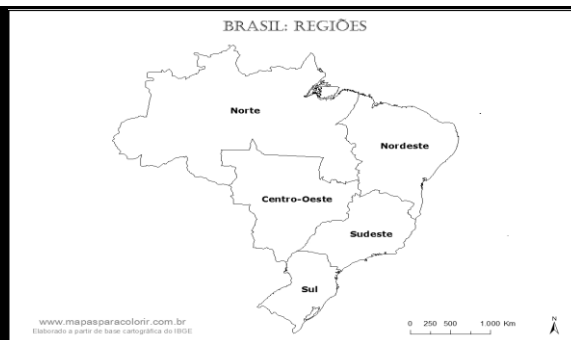 BRASIL: REGIÕES
Norte
Nordeste
Centro-Oeste
Sudeste
Sul
www.mapasparacolorir.com.br
Elaborado a partir de base cartográfica do IBGE
0 250 500 1.000 Km
N